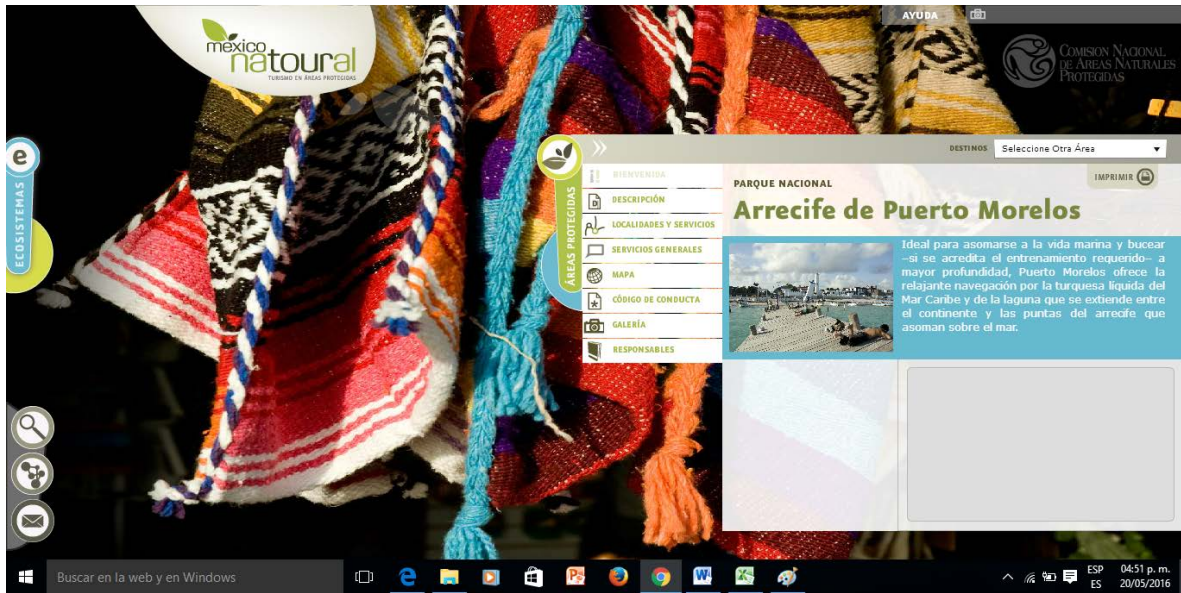 AYUDA
méxico
natoural
TURISMO EN ÁREAS PROTEGIDAS
COMISION NACIONAL
DE ÁREAS NATURALES
PROTEGIDAS
e
ECOSISTEMAS
ÁREAS PROTEGIDAS
DESTINOS Seleccione Otra Área
BIENVENIDA
DESCRIPCIÓN
LOCALIDADES Y SERVICIOS
SERVICIOS GENERALES
MAPA
CÓDIGO DE CONDUCTA
GALERÍA
RESPONSABLES
IMPRIMIR
PARQUE NACIONAL
Arrecife de Puerto Morelos
Ideal para asomarse a la vida marina y bucear
–si se acredita el entrenamiento requerido– a
mayor profundidad, Puerto Morelos ofrece la
relajante navegación por la turquesa líquida del
Mar Caribe y de la laguna que se extiende entre
el continente y las puntas del arrecife que
asoman sobre el mar.
Buscar en la web y en Windows
ESP
ES
04:51 p. m.
20/05/2016